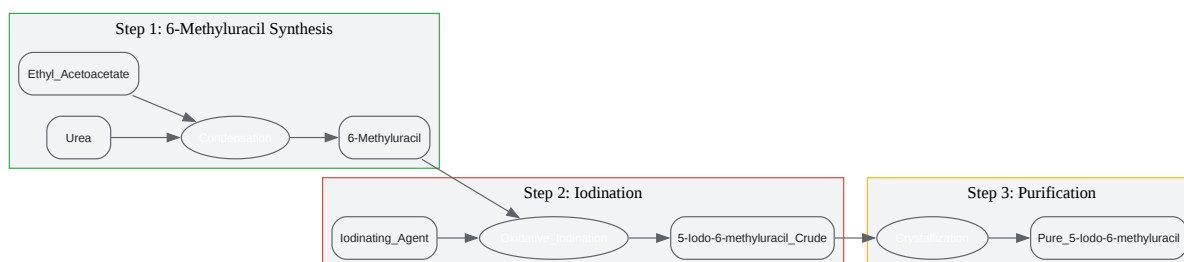 Step 1: 6-Methyluracil Synthesis
Ethyl_Acetoacetate
Urea
Condensation
6-Methyluracil
Step 2: Iodination
Iodinating_Agent
Oxidative_Iodination
5-Iodo-6-methyluracil_Crude
Step 3: Purification
Crystallization
Pure_5-Iodo-6-methyluracil